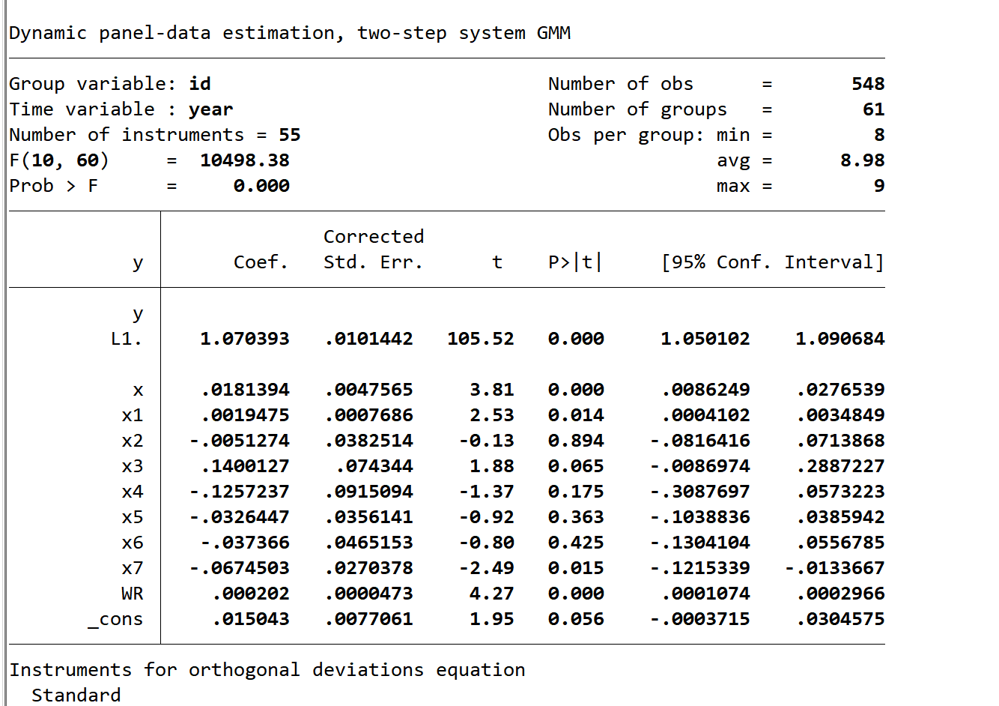 Dynamic panel-data estimation, two-step system GMM
Group variable: id Number of obs = 548
Time variable : year Number of groups = 61
Number of instruments = 55 Obs per group: min = 8
F(10, 60) = 10498.38 avg = 8.98
Prob > F = 0.000 max = 9
Corrected
y Coef. Std. Err. t P>|t| [95% Conf. Interval]
y
L1. 1.070393 .0101442 105.52 0.000 1.050102 1.090684
x .0181394 .0047565 3.81 0.000 .0086249 .0276539
x1 .0019475 .0007686 2.53 0.014 .0004102 .0034849
x2 -.0051274 .0382514 -0.13 0.894 -.0816416 .0713868
x3 .1400127 .074344 1.88 0.065 -.0086974 .2887227
x4 -.1257237 .0915094 -1.37 0.175 -.3087697 .0573223
x5 -.0326447 .0356141 -0.92 0.363 -.1038836 .0385942
x6 -.037366 .0465153 -0.80 0.425 -.1304104 .0556785
x7 -.0674503 .0270378 -2.49 0.015 -.1215339 -.0133667
WR .000202 .0000473 4.27 0.000 .0001074 .0002966
_cons .015043 .0077061 1.95 0.056 -.0003715 .0304575
Instruments for orthogonal deviations equation
Standard